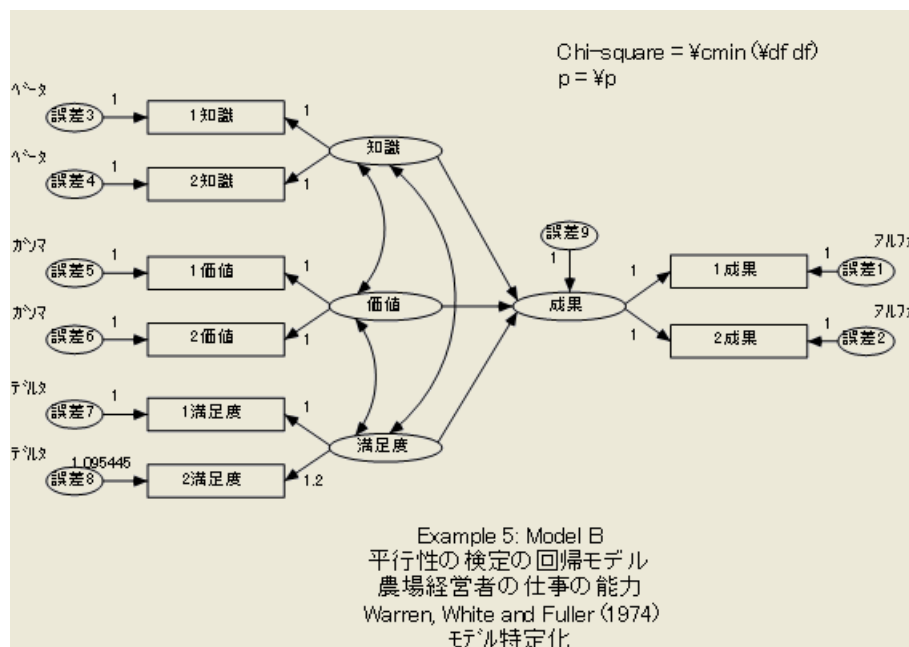 Chi-square = ¥cmin (¥df df)
p = ¥p
ベータ
誤差3
1
1知識
1
知識
ベータ
誤差4
1
2知識
1
ガンマ
誤差5
1
1価値
1
価値
ガンマ
誤差6
1
2価値
1
デルタ
誤差7
1
1満足度
1
満足度
デルタ
誤差8
1.095445
2満足度
1.2
誤差9
1
成果
1
1成果
1
アルファ
誤差1
1
2成果
1
アルファ
誤差2
Example 5: Model B
平行性の検定の回帰モデル
農場経営者の仕事の能力
Warren, White and Fuller (1974)
モデル特定化